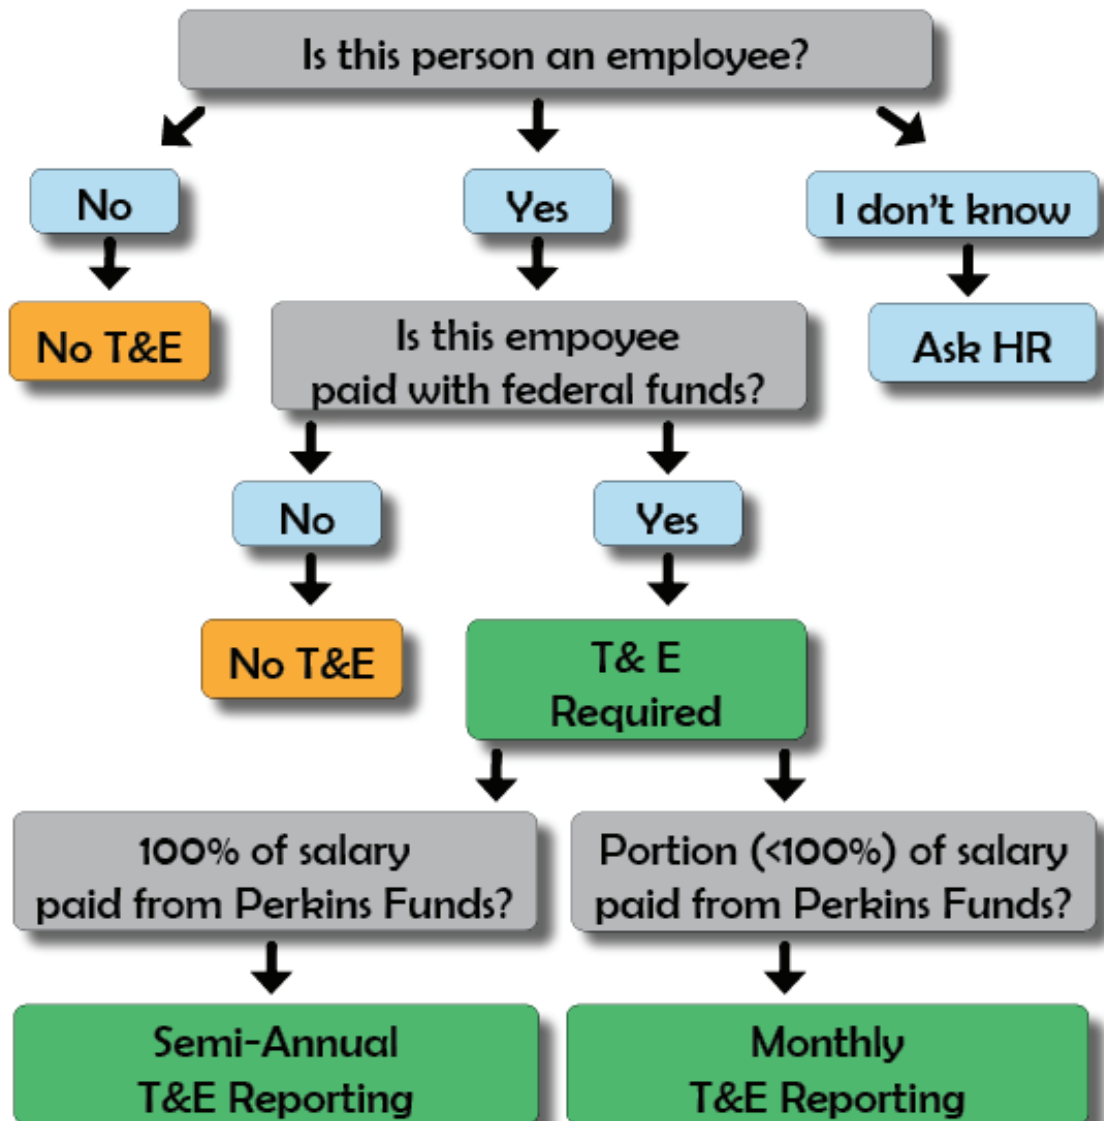 Is this person an employee?
No
Yes
I don't know
No T&E
Is this empoyee
paid with federal funds?
Ask HR
No
Yes
No T&E
T& E
Required
100% of salary
paid from Perkins Funds?
Portion (<100%) of salary
paid from Perkins Funds?
Semi-Annual
T&E Reporting
Monthly
T&E Reporting